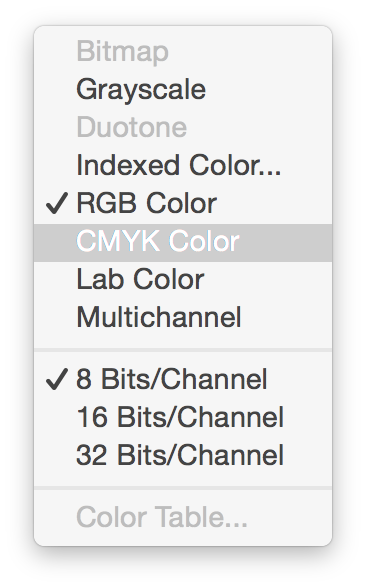 Bitmap
Grayscale
Duotone
Indexed Color...
RGB Color
CMYK Color
Lab Color
Multichannel
8 Bits/Channel
16 Bits/Channel
32 Bits/Channel
Color Table...